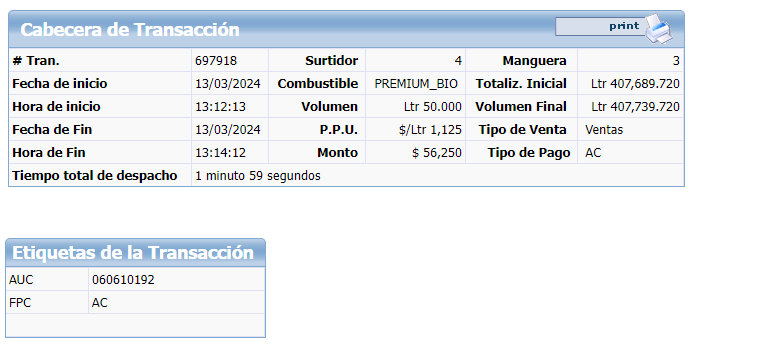 Cabecera de Transacción print
# Tran. 697918 Surtidor 4 Manguera 3
Fecha de inicio 13/03/2024 Combustible PREMIUM_BIO Totaliz. Inicial Ltr 407,689.720
Hora de inicio 13:12:13 Volumen Ltr 50.000 Volumen Final Ltr 407,739.720
Fecha de Fin 13/03/2024 P.P.U. $/Ltr 1,125 Tipo de Venta Ventas
Hora de Fin 13:14:12 Monto $ 56,250 Tipo de Pago AC
Tiempo total de despacho 1 minuto 59 segundos
Etiquetas de la Transacción
AUC 060610192
FPC AC